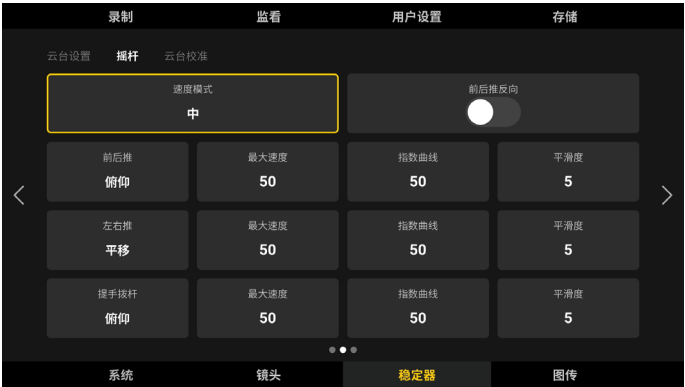 录制 监看 用户设置 存储
云台设置 摇杆 云台校准
速度模式 前后推反向
中
前后推 最大速度 指数曲线 平滑度
俯仰 50 50 5
左右推 最大速度 指数曲线 平滑度
平移 50 50 5
提手拨杆 最大速度 指数曲线 平滑度
俯仰 50 50 5
系统 镜头 稳定器 图传